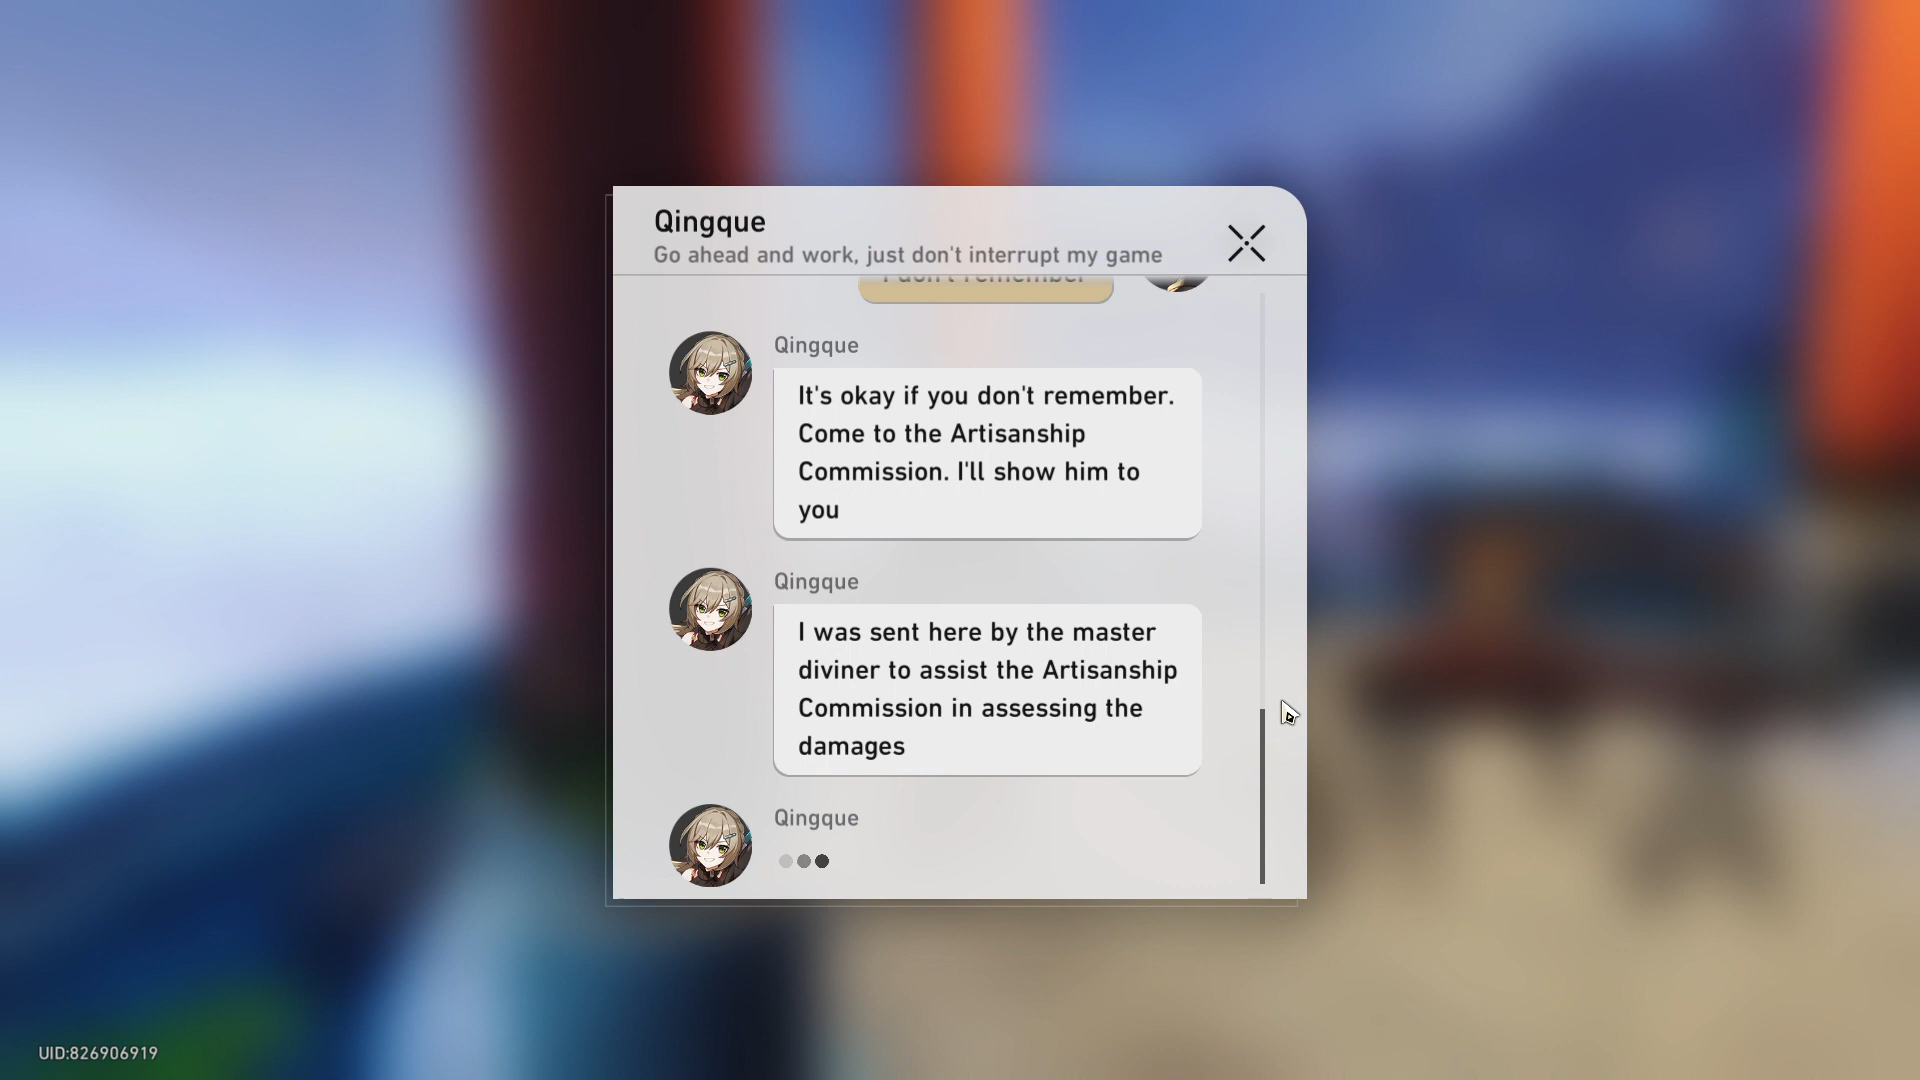 Qingque
Go ahead and work, just don't interrupt my game
I don't remember
Qingque
It's okay if you don't remember.
Come to the Artisanship
Commission. I'll show him to
you
Qingque
I was sent here by the master
diviner to assist the Artisanship
Commission in assessing the
damages
Qingque
UID:826906919